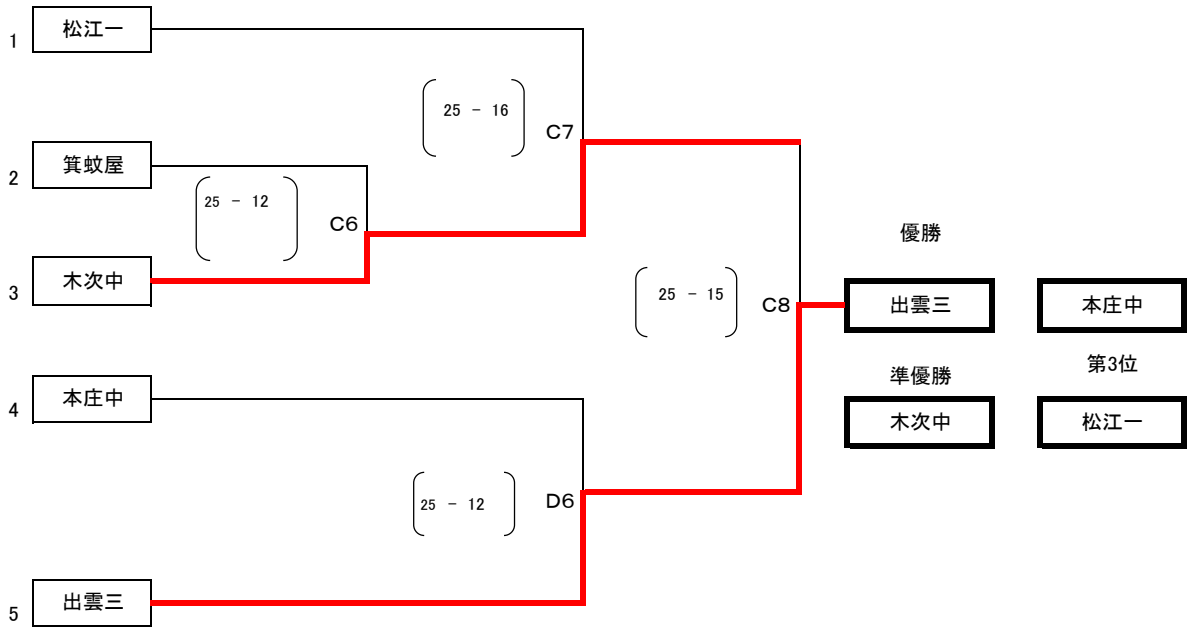 1 松江一
25 － 16
C7
2 箕蚊屋
25 － 12
C6
3 木次中
優勝
25 － 15
C8
出雲三 本庄中
準優勝 第3位
4 本庄中
木次中 松江一
25 － 12
D6
5 出雲三